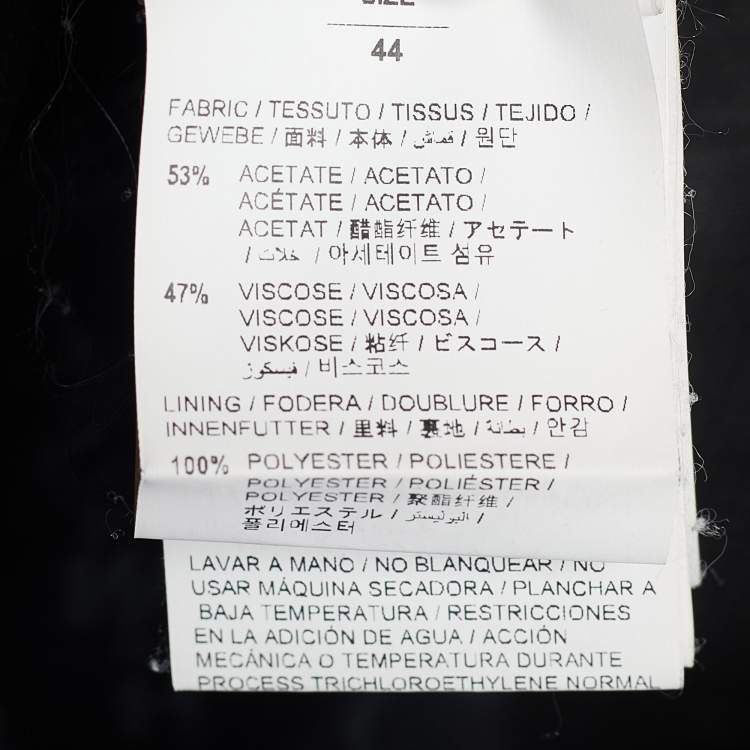 SIZE
44
FABRIC / TESSUTO / TISSUS / TEJIDO /
GEWEBE / 面料 / 本体 / قماش / 원단
53% ACETATE / ACETATO /
ACÉTATE / ACETATO /
ACETAT / 醋酯纤维 / アセテート
/ خلات / 아세테이트 섬유
47% VISCOSE / VISCOSA /
VISCOSE / VISCOSA /
VISKOSE / 粘纤 / ビスコース /
فيسكوز / 비스코스
LINING / FODERA / DOUBLURE / FORRO /
INNENFUTTER / 里料 / 裏地 / بطانة / 안감
100% POLYESTER / POLIESTERE /
POLYESTER / POLIÉSTER /
POLYESTER / 聚酯纤维 /
ポリエステル / البوليستر /
폴리에스터
LAVAR A MANO / NO BLANQUEAR / NO
USAR MÁQUINA SECADORA / PLANCHAR A
BAJA TEMPERATURA / RESTRICCIONES
EN LA ADICIÓN DE AGUA / ACCIÓN
MECÁNICA O TEMPERATURA DURANTE
PROCESS TRICHLOROETHYLENE NORMAL